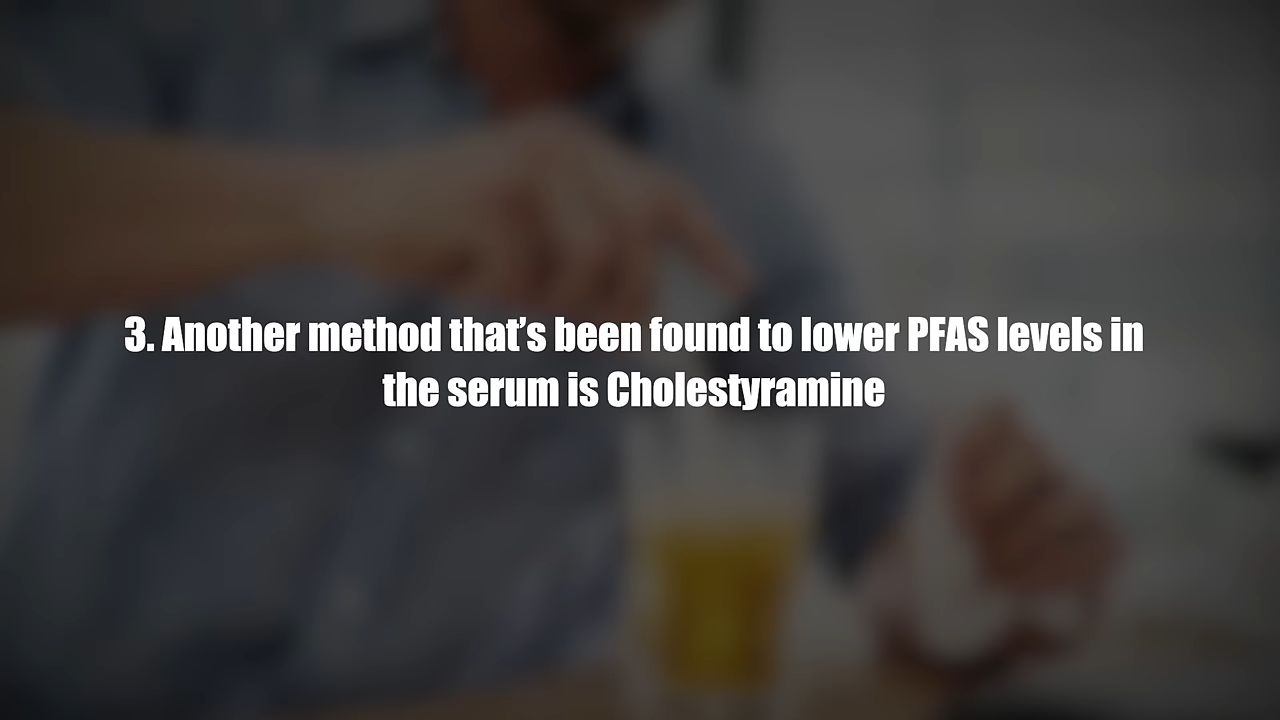 3. Another method that’s been found to lower PFAS levels in
the serum is Cholestyramine